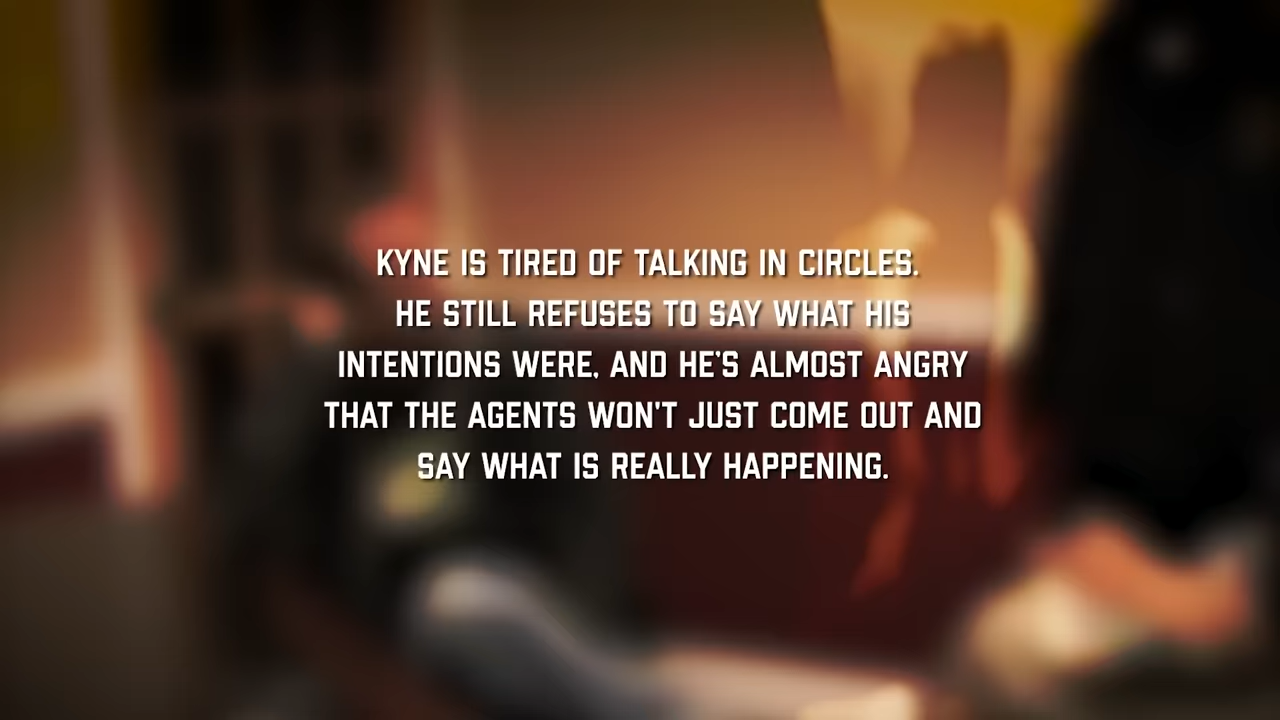 KYNE IS TIRED OF TALKING IN CIRCLES.
HE STILL REFUSES TO SAY WHAT HIS
INTENTIONS WERE, AND HE'S ALMOST ANGRY
THAT THE AGENTS WON'T JUST COME OUT AND
SAY WHAT IS REALLY HAPPENING.